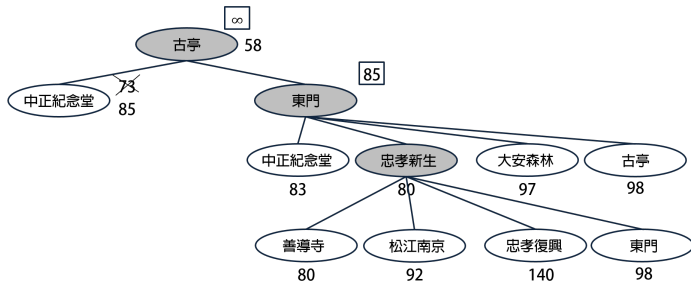 ∞
古亭 58
85
中正紀念堂 73
85
東門
中正紀念堂 忠孝新生 大安森林 古亭
83 80 97 98
善導寺 松江南京 忠孝復興 東門
80 92 140 98